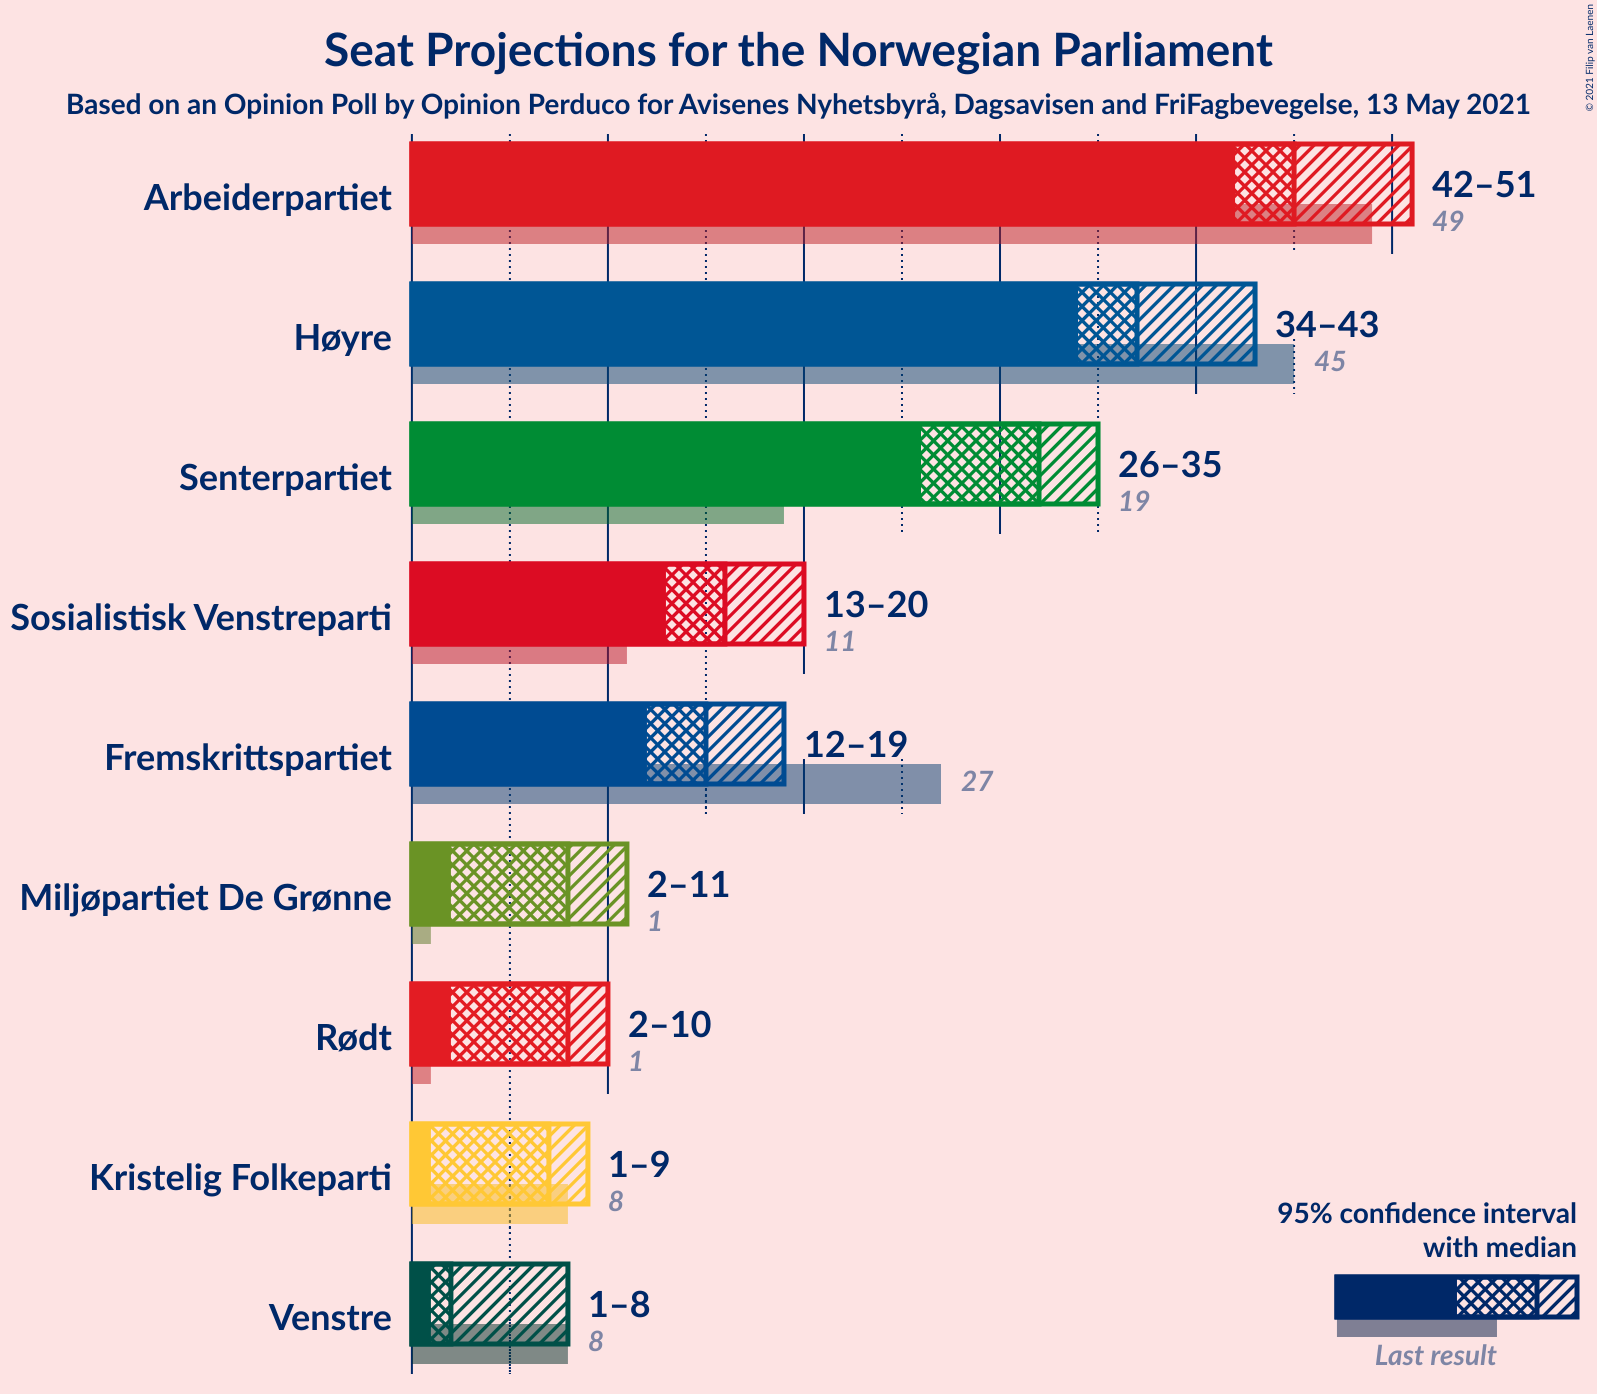 Seat Projections for the Norwegian Parliament
Based on an Opinion Poll by Opinion Perduco for Avisenes Nyhetsbyrå, Dagsavisen and FriFagbevegelse, 13 May 2021
© 2021 Filip van Laenen
Arbeiderpartiet
42–51
49
Høyre
34–43
45
Senterpartiet
26–35
19
Sosialistisk Venstreparti
13–20
11
Fremskrittspartiet
12–19
27
Miljøpartiet De Grønne
2–11
1
Rødt
2–10
1
Kristelig Folkeparti
1–9
8
Venstre
1–8
8
95% confidence interval
with median
Last result